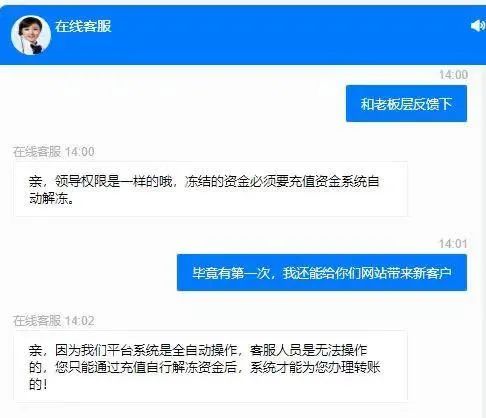 在线客服
14:00
和老板层反馈下
在线客服 14:00
亲，领导权限是一样的哦，冻结的资金必须要充值资金系统自
动解冻。
14:01
毕竟有第一次，我还能给你们网站带来新客户
在线客服 14:02
亲，因为我们平台系统是全自动操作，客服人员是无法操作
的，您只能通过充值自行解冻资金后，系统才能为您办理转账
的！